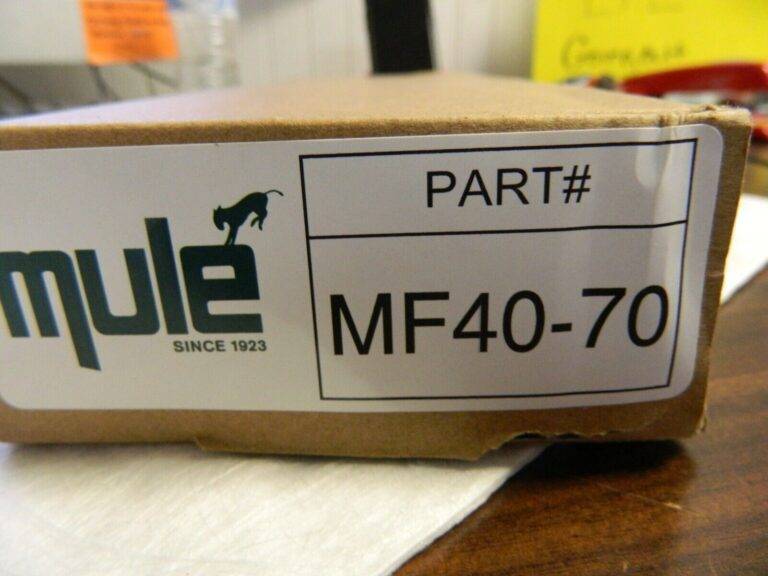 mule
SINCE 1923
PART#
MF40-70